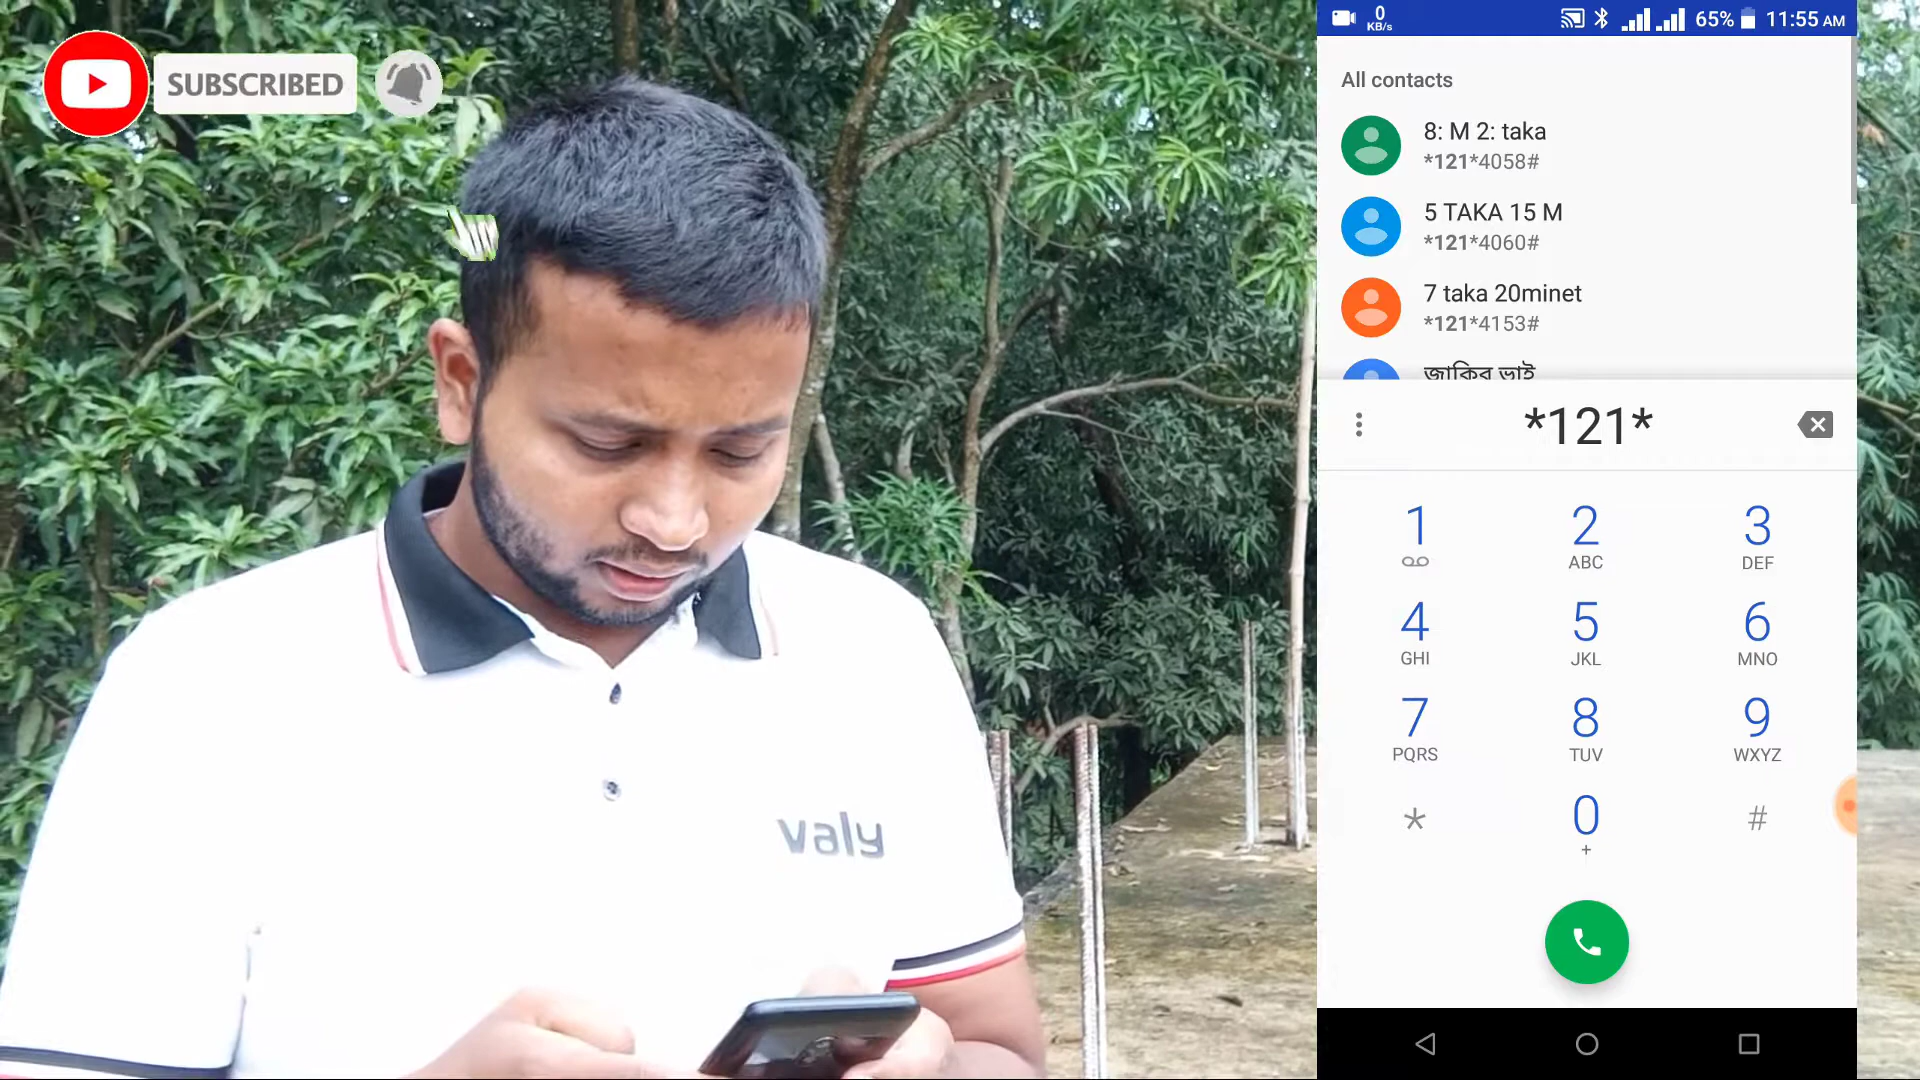 SUBSCRIBED
valy
0
KB/s
65%
11:55 AM
All contacts
8: M 2: taka
*121*4058#
5 TAKA 15 M
*121*4060#
7 taka 20minet
*121*4153#
জাকির ভাই
*121*
1
2
ABC
3
DEF
4
GHI
5
JKL
6
MNO
7
PQRS
8
TUV
9
WXYZ
*
0
+
#